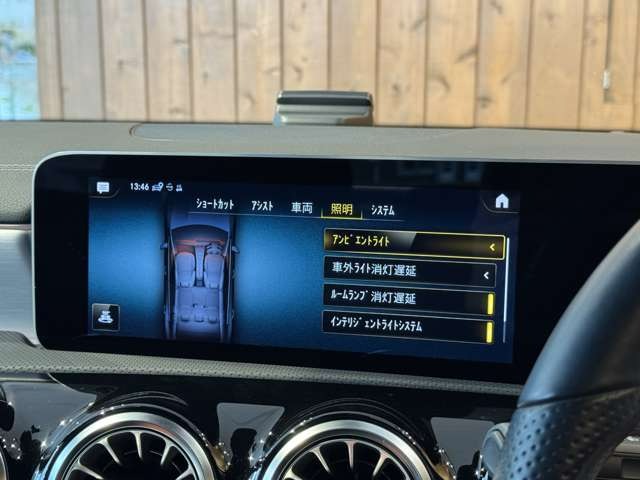 13:46
ショートカット アシスト 車両 照明 システム
アンビエントライト
車外ライト消灯遅延
ルームランプ消灯遅延
インテリジェントライトシステム